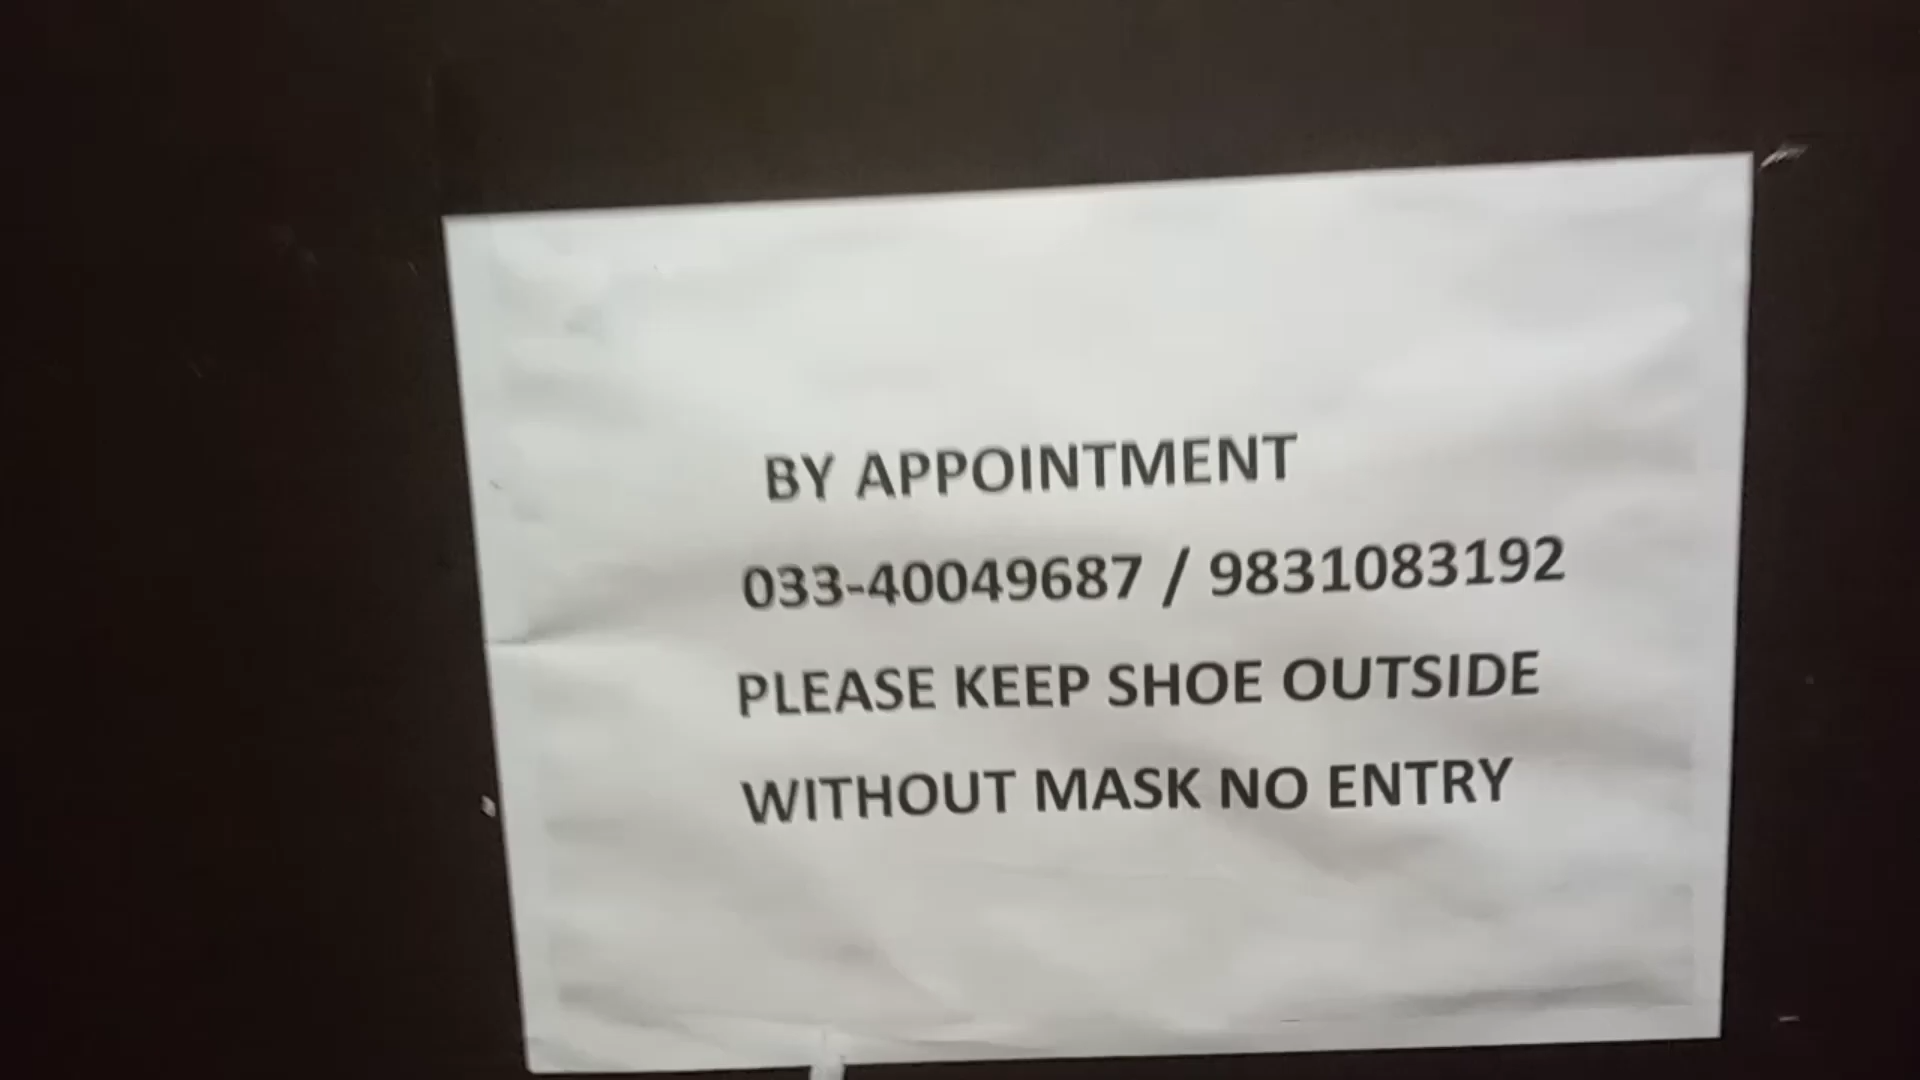 BY APPOINTMENT
033-40049687 / 9831083192
PLEASE KEEP SHOE OUTSIDE
WITHOUT MASK NO ENTRY